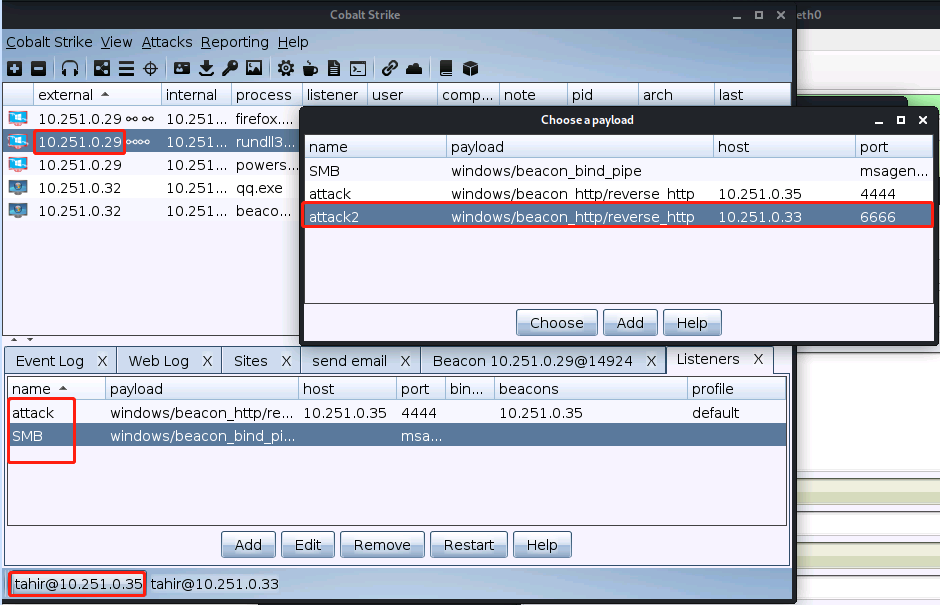 Cobalt Strike
eth0
Cobalt Strike View Attacks Reporting Help
external internal process listener user comp... note pid arch last
10.251.0.29 10.251... firefox....
10.251.0.29 10.251... rundll3...
10.251.0.29 10.251... powers...
10.251.0.32 10.251... qq.exe
10.251.0.32 10.251... beaco...
Choose a payload
name payload host port
SMB windows/beacon_bind_pipe msagen...
attack windows/beacon_http/reverse_http 10.251.0.35 4444
attack2 windows/beacon_http/reverse_http 10.251.0.33 6666
Choose Add Help
Event Log X Web Log X Sites X send email X Beacon 10.251.0.29@14924 X Listeners X
name payload host port bin... beacons profile
attack windows/beacon_http/re... 10.251.0.35 4444 10.251.0.35 default
SMB windows/beacon_bind_pi... msa...
Add Edit Remove Restart Help
tahir@10.251.0.35 tahir@10.251.0.33